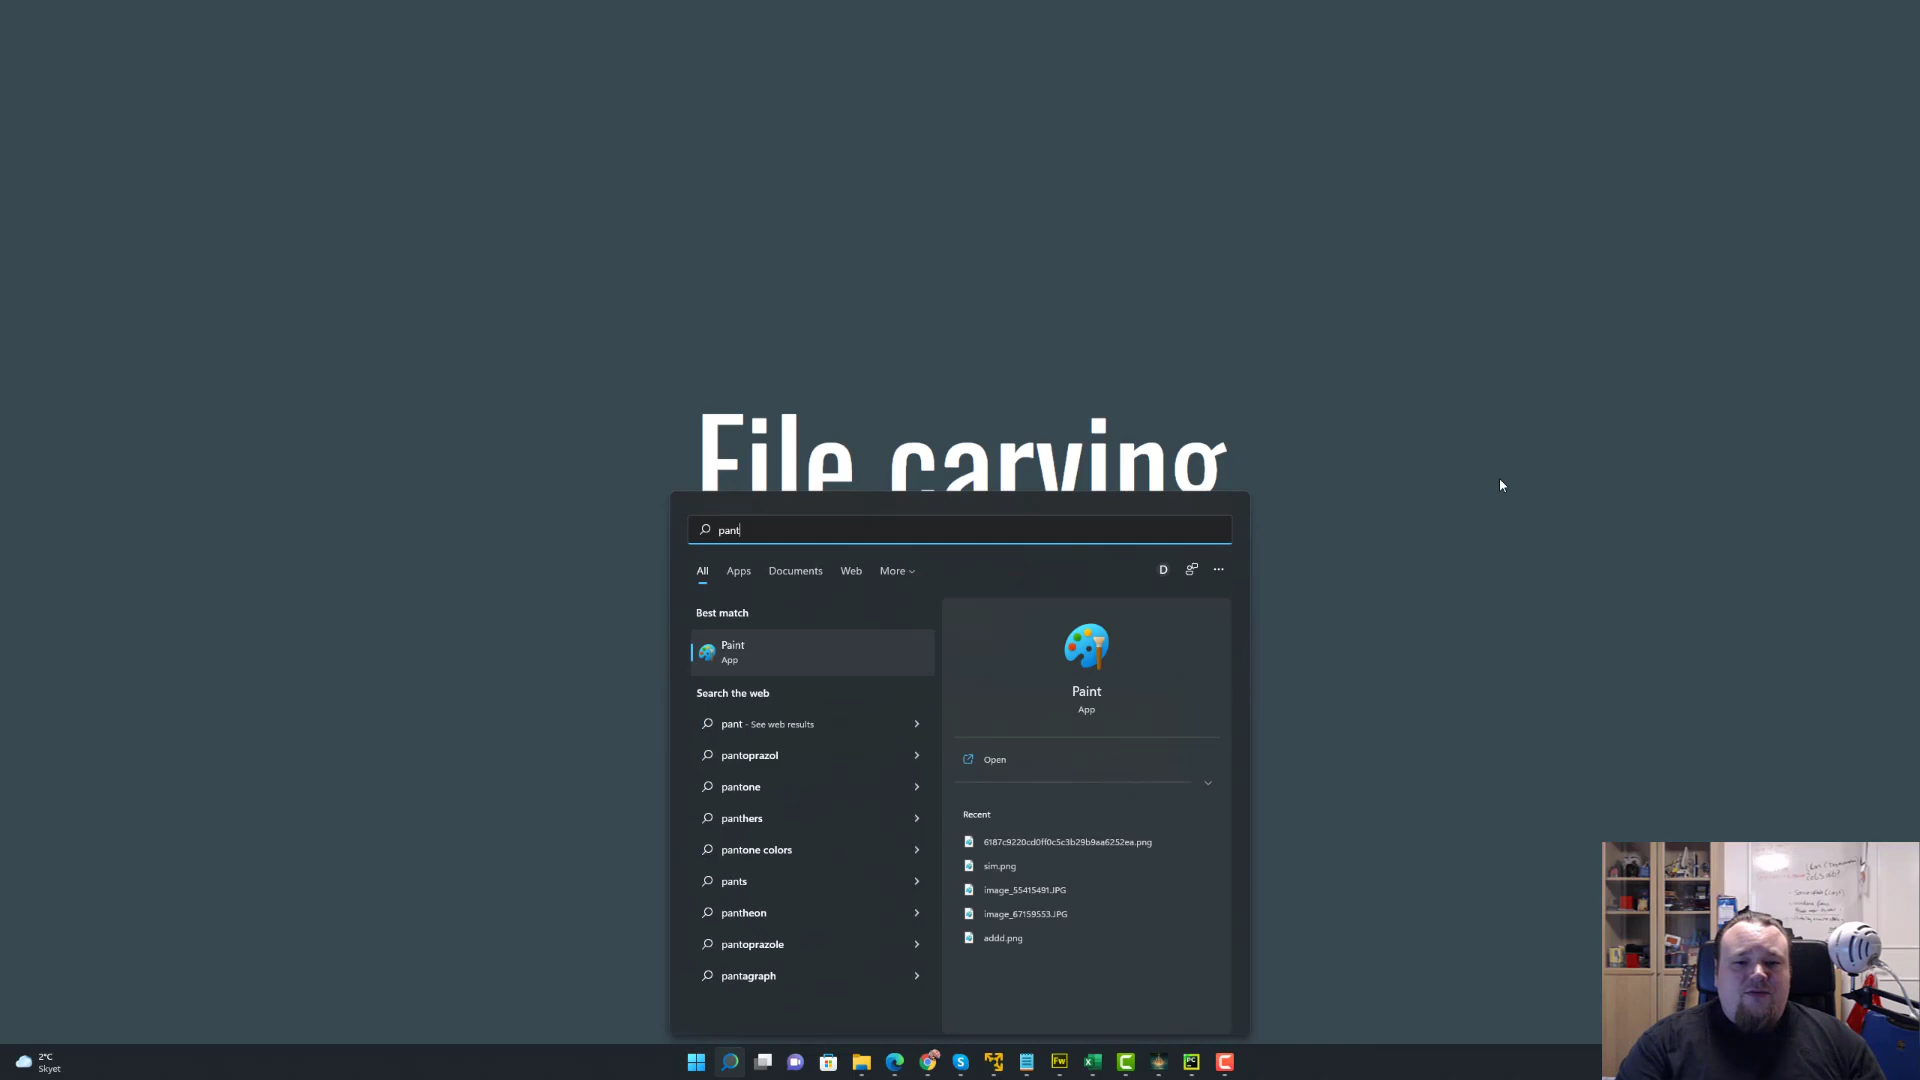 File carving
pant
All Apps Documents Web More
D
Best match
Paint
App
Search the web
pant - See web results
pantoprazol
pantone
panthers
pantone colors
pants
pantheon
pantoprazole
pantagraph
Paint
App
Open
Recent
6187c9220cd0ff0c5c3b29b9aa6252ea.png
sim.png
image_55415491.JPG
image_67159553.JPG
addd.png
2°C
Skyet
Fw
PC